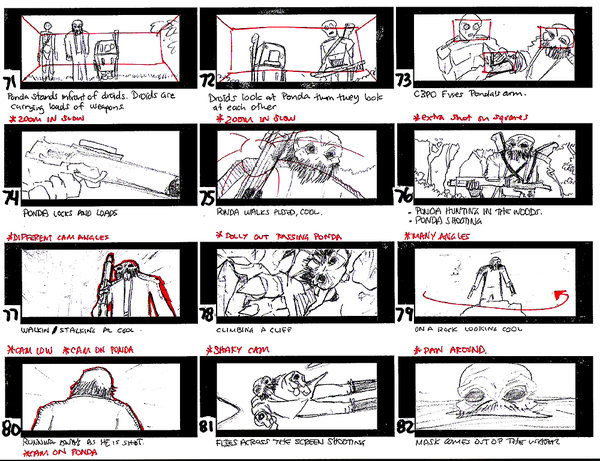 71
Ponda stands infront of droids. Droids are
carrying loads of weapons.
*ZOOM IN SLOW
72
Droids look at Ponda then they look
at each other
*ZOOM IN SLOW
73
C3PO Fixes Ponda's arm.
*extra shot on squares
74
PONDA LOCKS AND LOADS
*DIFFERENT CAM ANGLES
75
PONDA WALKS PISSED, COOL.
*DOLLY OUT PASSING PONDA
76
- PONDA HUNTING IN THE WOODS.
- PONDA SHOOTING
*MANY ANGLES
77
WALKIN/STALKING AL COOL
*CAM LOW *CAM ON PONDA
78
CLIMBING A CLIFF
*SHAKY CAM
79
ON A ROCK LOOKING COOL
*PAN AROUND.
80
RUNNING AWAY AS HE IS SHOT.
*CAM ON PONDA
81
FLIES ACROSS THE SCREEN SHOOTING
82
MASK COMES OUT OF THE WATER